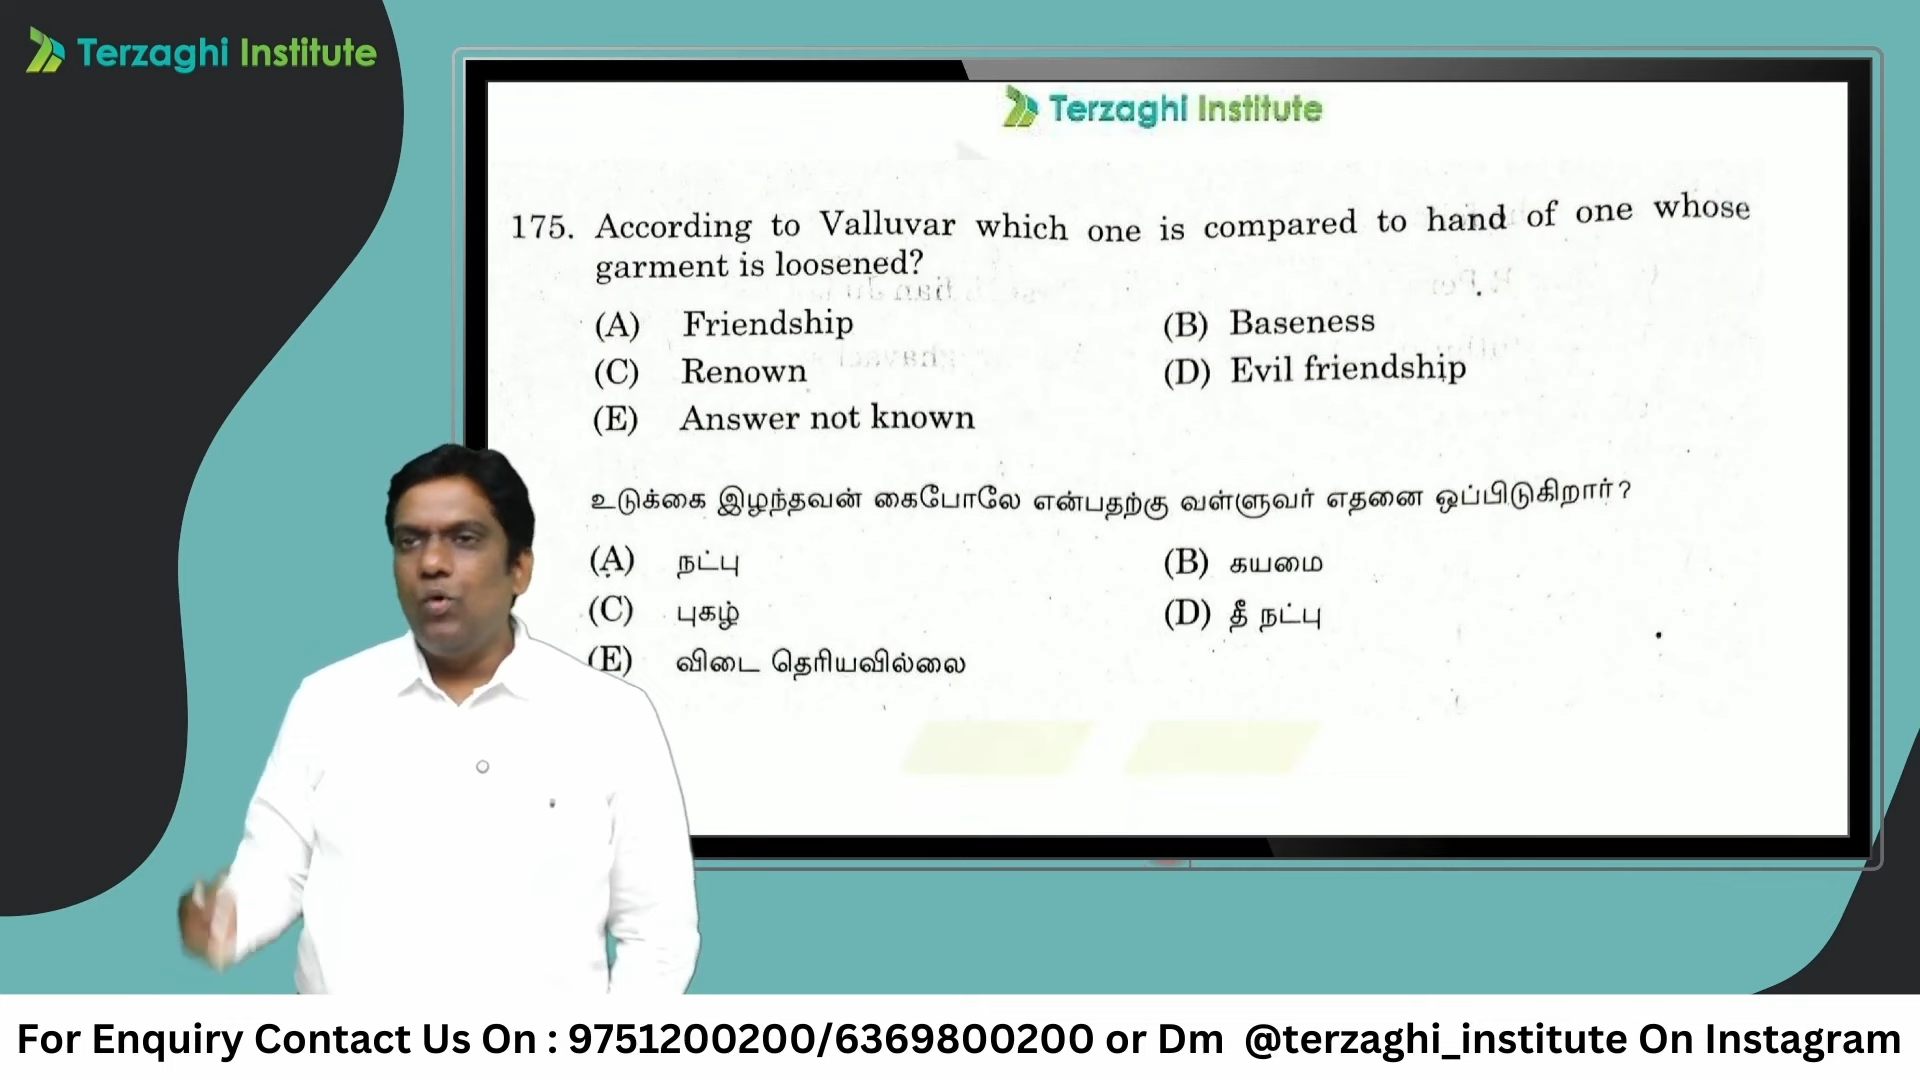 Terzaghi Institute
Terzaghi Institute
175. According to Valluvar which one is compared to hand of one whose
garment is loosened?
(A) Friendship (B) Baseness
(C) Renown (D) Evil friendship
(E) Answer not known
உடுக்கை இழந்தவன் கைபோலே என்பதற்கு வள்ளுவர் எதனை ஒப்பிடுகிறார்?
(A) நட்பு (B) கயமை
(C) புகழ் (D) தீ நட்பு
(E) விடை தெரியவில்லை
For Enquiry Contact Us On : 9751200200/6369800200 or Dm @terzaghi_institute On Instagram